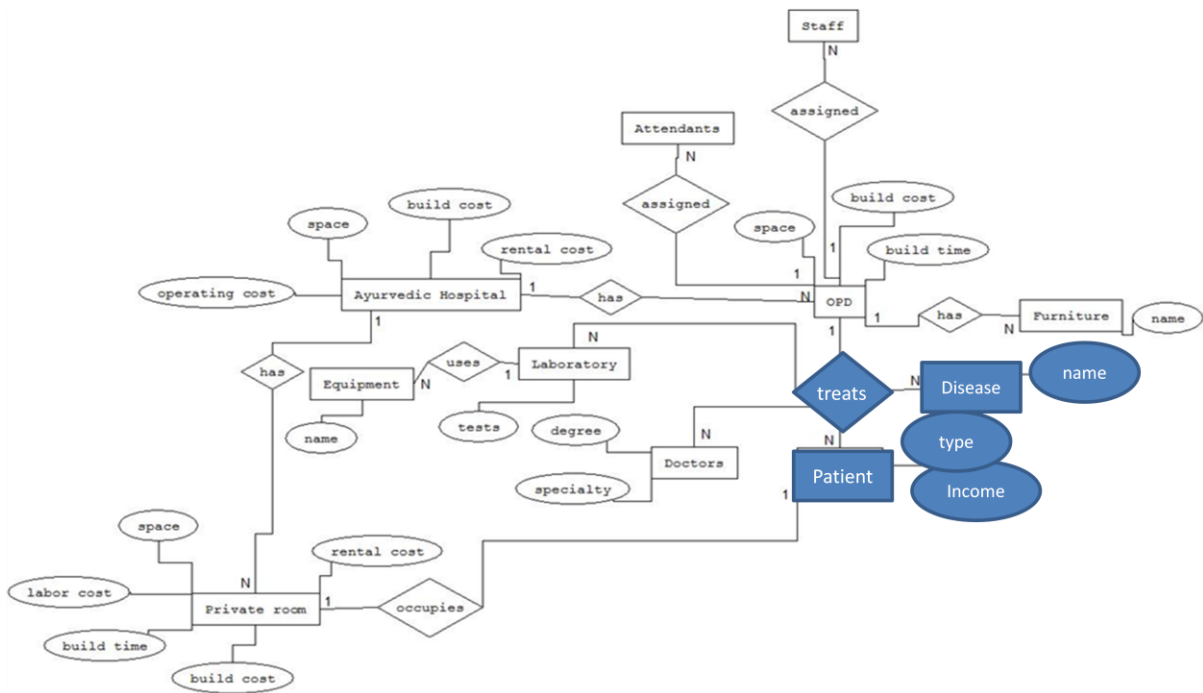 Staff
N
assigned
Attendants
N
assigned
build cost
space
build cost
space
rental cost
build time
1
1
operating cost
Ayurvedic Hospital
1
has
N
OPD
1
has
N
Furniture
name
1
1
N
has
Equipment
N
uses
1
Laboratory
treats
N
Disease
name
name
tests
degree
N
N
type
Doctors
Patient
specialty
Income
1
space
rental cost
N
labor cost
Private room
1
occupies
build time
build cost